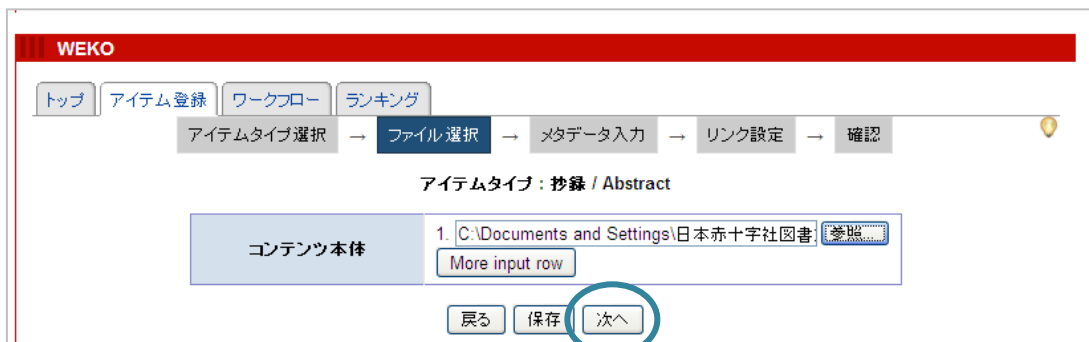 WEKO
トップ アイテム登録 ワークフロー ランキング
アイテムタイプ選択 → ファイル選択 → メタデータ入力 → リンク設定 → 確認
アイテムタイプ : 抄録 / Abstract
コンテンツ本体
1. C:\Documents and Settings\日本赤十字社図書 参照...
More input row
戻る 保存 次へ